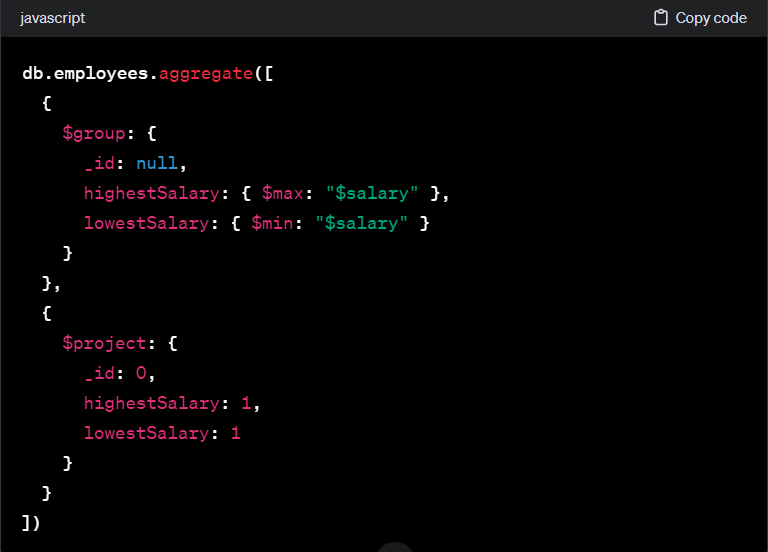 javascript
Copy code
db.employees.aggregate([
  {
    $group: {
      _id: null,
      highestSalary: { $max: "$salary" },
      lowestSalary: { $min: "$salary" }
    }
  },
  {
    $project: {
      _id: 0,
      highestSalary: 1,
      lowestSalary: 1
    }
  }
])